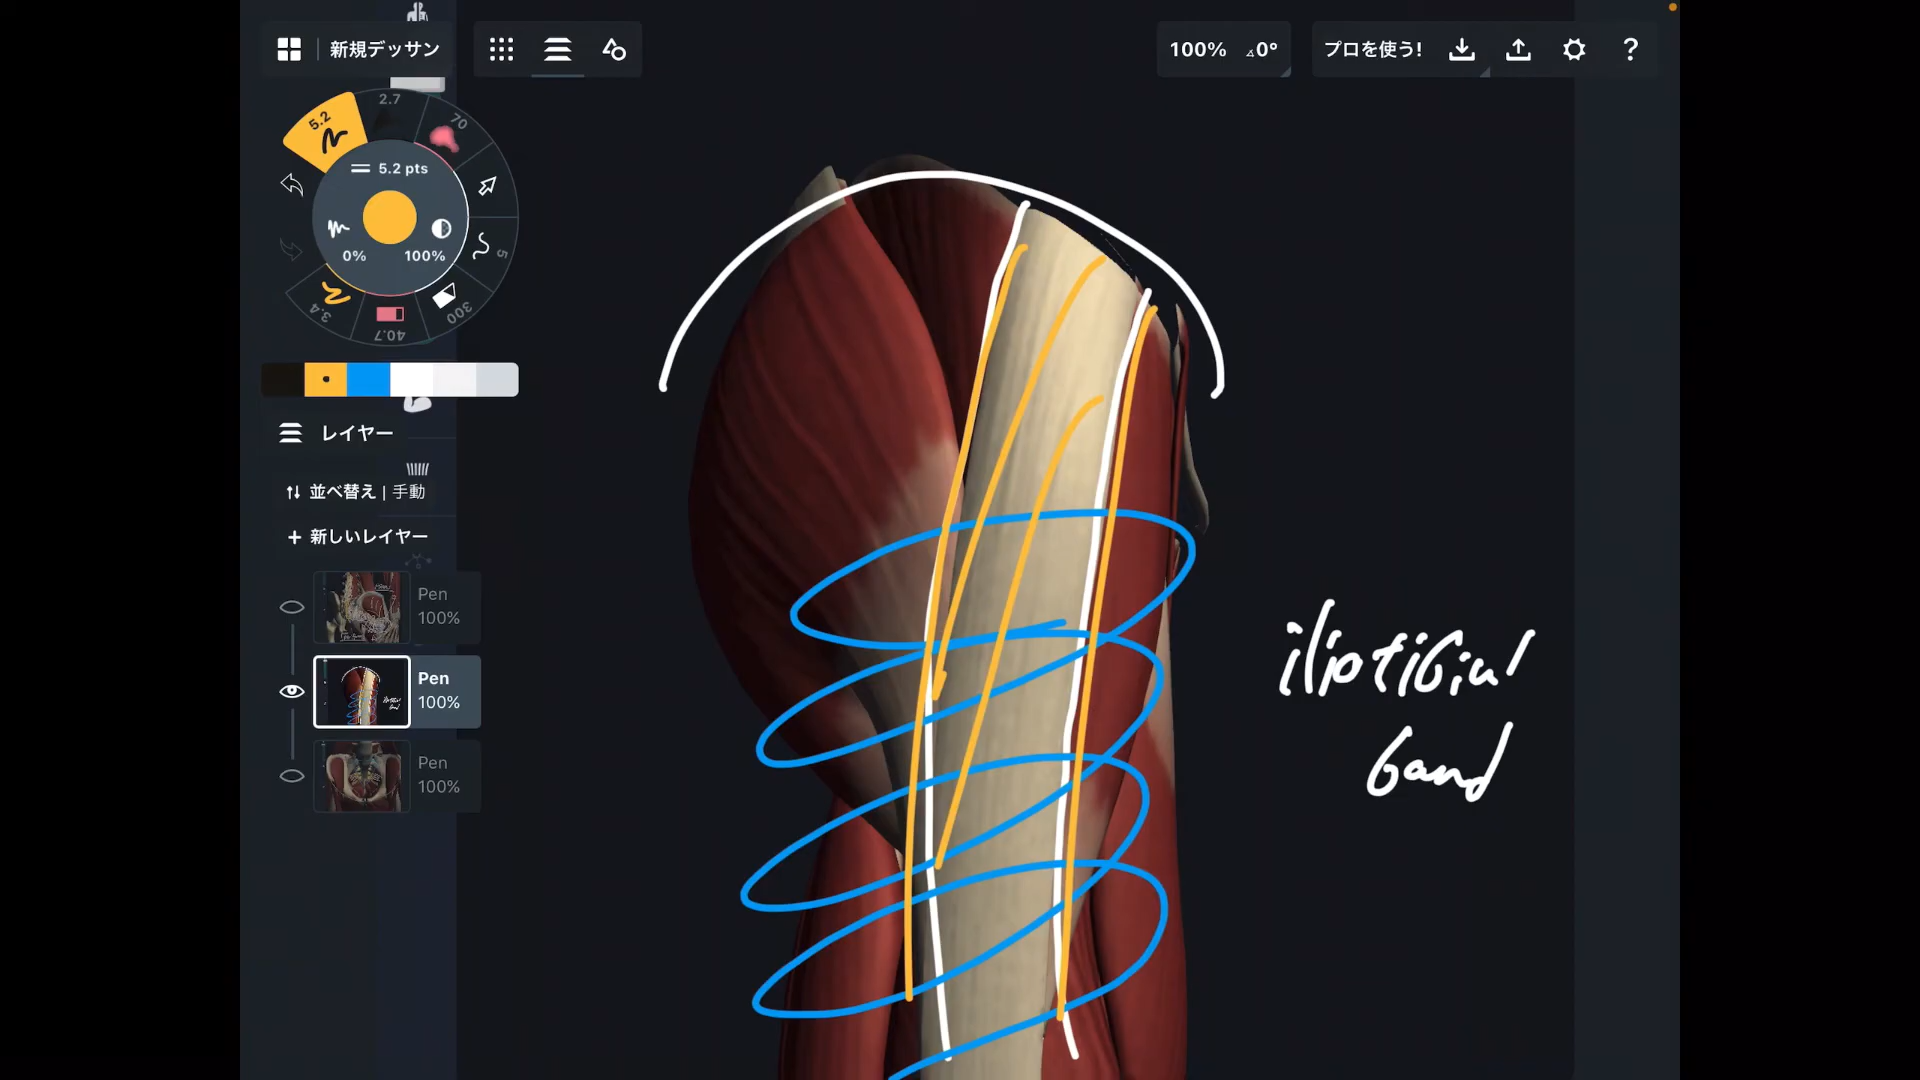 新規デッサン
100% ⊿0°
プロを使う!
?
5.2
2.7
70
5
300
40.7
3.4
5.2 pts
0%
100%
レイヤー
並べ替え | 手動
+ 新しいレイヤー
Pen
100%
Pen
100%
Pen
100%
iliotibial
band